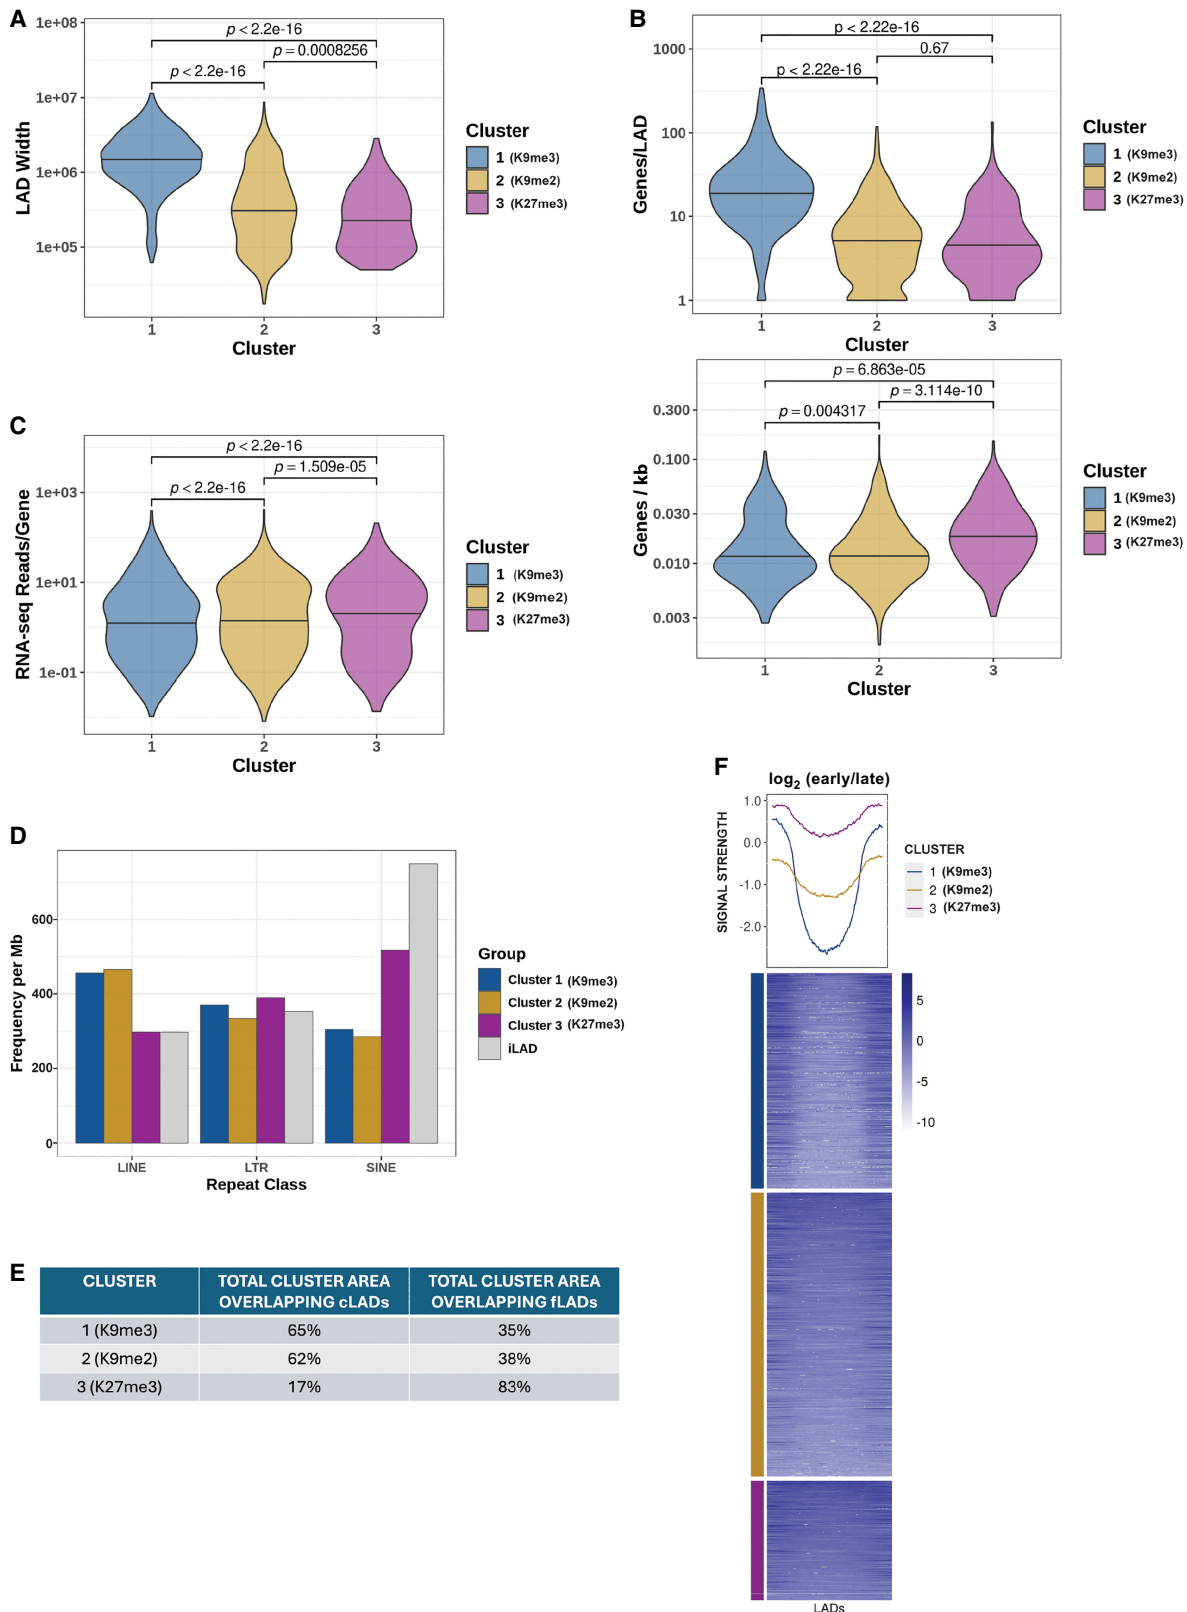 A
1e+08
1e+07
1e+06
1e+05
LAD Width
p < 2.2e-16
p = 0.0008256
p < 2.2e-16
1
2
3
Cluster
Cluster
1 (K9me3)
2 (K9me2)
3 (K27me3)
B
1000
100
10
1
Genes/LAD
p < 2.22e-16
0.67
p < 2.22e-16
1
2
3
Cluster
Cluster
1 (K9me3)
2 (K9me2)
3 (K27me3)
0.300
0.100
0.030
0.010
0.003
Genes / kb
p = 6.863e-05
p = 3.114e-10
p = 0.004317
1
2
3
Cluster
Cluster
1 (K9me3)
2 (K9me2)
3 (K27me3)
C
1e+03
1e+01
1e-01
RNA-seq Reads/Gene
p < 2.2e-16
p = 1.509e-05
p < 2.2e-16
1
2
3
Cluster
Cluster
1 (K9me3)
2 (K9me2)
3 (K27me3)
D
600
400
200
0
Frequency per Mb
LINE
LTR
SINE
Repeat Class
Group
Cluster 1 (K9me3)
Cluster 2 (K9me2)
Cluster 3 (K27me3)
iLAD
E
CLUSTER
TOTAL CLUSTER AREA
OVERLAPPING cLADs
TOTAL CLUSTER AREA
OVERLAPPING fLADs
1 (K9me3)
65%
35%
2 (K9me2)
62%
38%
3 (K27me3)
17%
83%
F
log2 (early/late)
1.0
0.0
-1.0
-2.0
SIGNAL STRENGTH
CLUSTER
1 (K9me3)
2 (K9me2)
3 (K27me3)
5
0
-5
-10
LADs